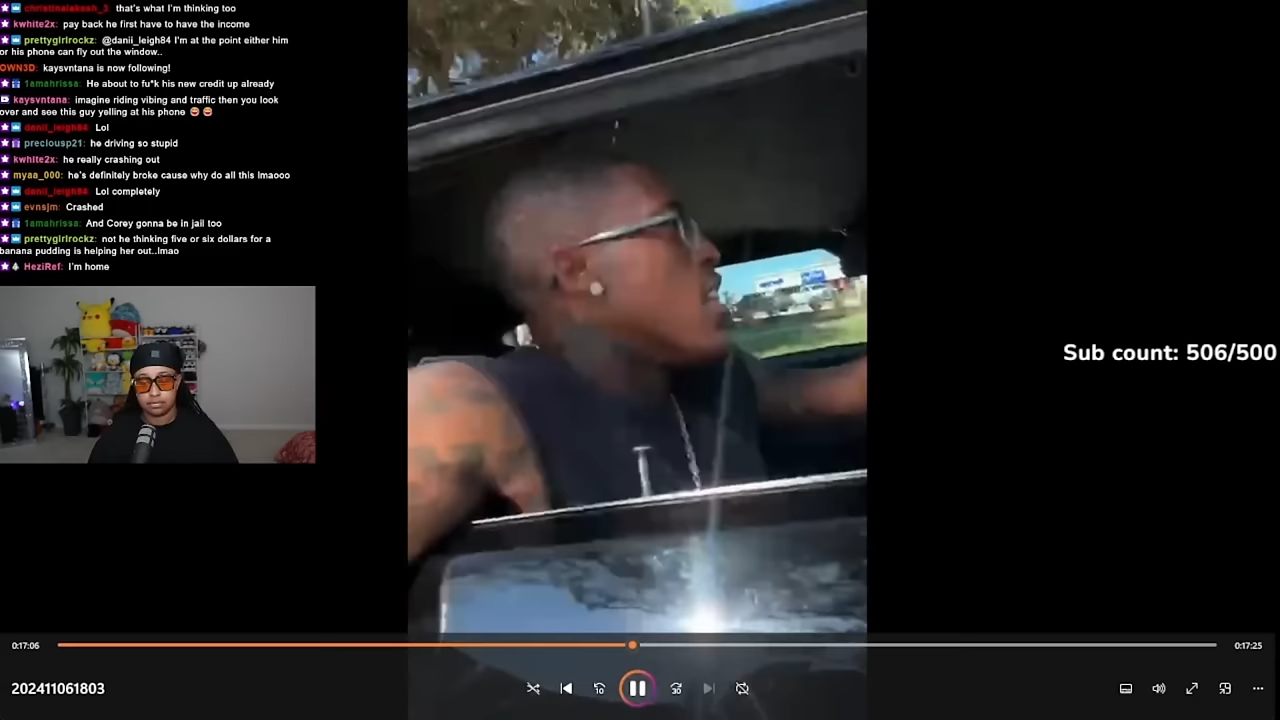 christinalakesh_3 that's what I'm thinking too
kwhite2x: pay back he first have to have the income
prettygirlrockz: @danii_leigh84 I'm at the point either him
or his phone can fly out the window..
OWN3D: kaysvntana is now following!
1amahrissa: He about to fu*k his new credit up already
kaysvntana: imagine riding vibing and traffic then you look
over and see this guy yelling at his phone
danii_leigh84: Lol
preciousp21: he driving so stupid
kwhite2x: he really crashing out
myaa_000: he's definitely broke cause why do all this lmaooo
danii_leigh84: Lol completely
evnsjm: Crashed
1amahrissa: And Corey gonna be in jail too
prettygirlrockz: not he thinking five or six dollars for a
banana pudding is helping her out..lmao
HeziRef: I'm home
Sub count: 506/500
0:17:06
0:17:25
202411061803
10
30